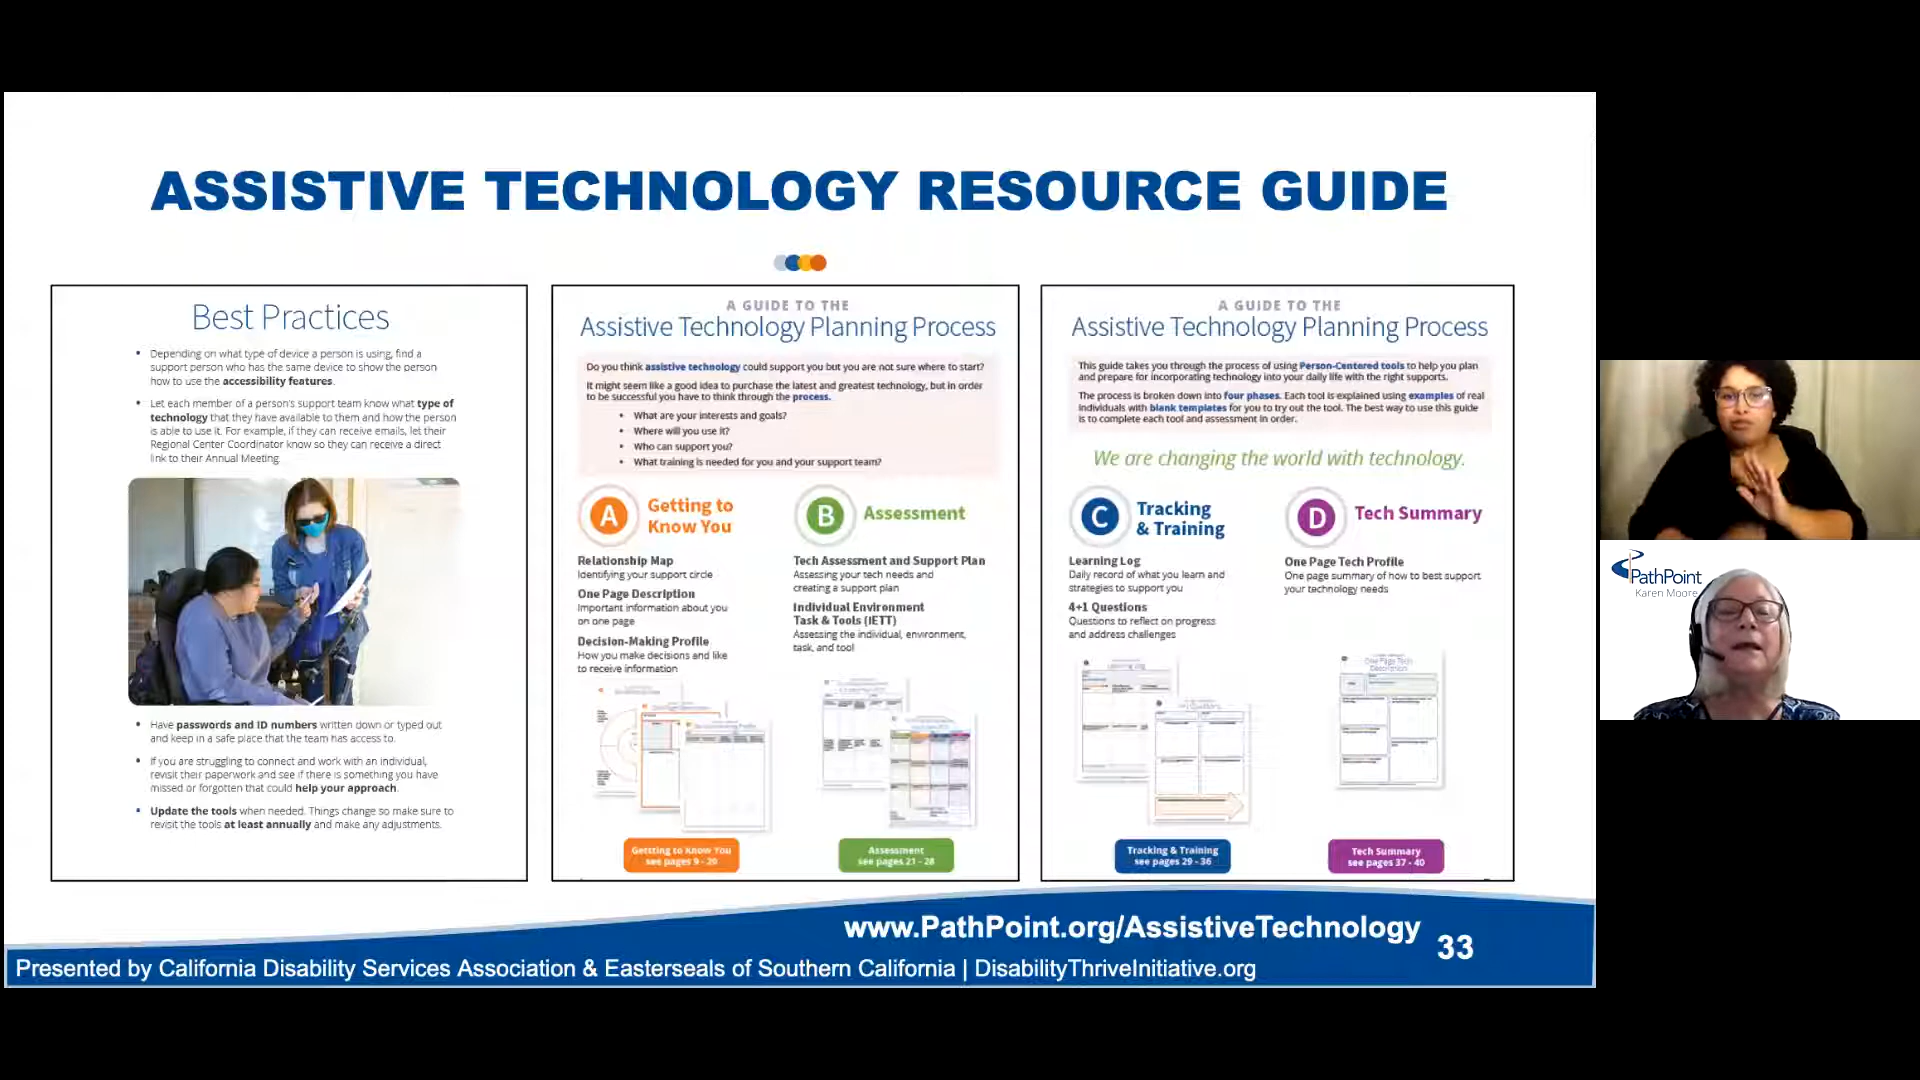 ASSISTIVE TECHNOLOGY RESOURCE GUIDE
Best Practices
• Depending on what type of device a person is using, find a
support person who has the same device to show the person
how to use the accessibility features.
• Let each member of a person's support team know what type of
technology that they have available to them and how the person
is able to use it. For example, if they can receive emails, let their
Regional Center Coordinator know so they can receive a direct
link to their Annual Meeting.
• Have passwords and ID numbers written down or typed out
and keep in a safe place that the team has access to.
• If you are struggling to connect and work with an individual,
revisit their paperwork and see if there is something you have
missed or forgotten that could help your approach.
• Update the tools when needed. Things change so make sure to
revisit the tools at least annually and make any adjustments.
A GUIDE TO THE
Assistive Technology Planning Process
Do you think assistive technology could support you but you are not sure where to start?
It might seem like a good idea to purchase the latest and greatest technology, but in order
to be successful you have to think through the process.
• What are your interests and goals?
• Where will you use it?
• Who can support you?
• What training is needed for you and your support team?
A
Getting to
Know You
Relationship Map
Identifying your support circle
One Page Description
Important information about you
on one page
Decision-Making Profile
How you make decisions and like
to receive information
Gettting to Know You
see pages 9 - 20
B
Assessment
Tech Assessment and Support Plan
Assessing your tech needs and
creating a support plan
Individual Environment
Task & Tools (IETT)
Assessing the individual, environment,
task, and tool
Assessment
see pages 21 - 28
A GUIDE TO THE
Assistive Technology Planning Process
This guide takes you through the process of using Person-Centered tools to help you plan
and prepare for incorporating technology into your daily life with the right supports.
The process is broken down into four phases. Each tool is explained using examples of real
individuals with blank templates for you to try out the tool. The best way to use this guide
is to complete each tool and assessment in order.
We are changing the world with technology.
C
Tracking
& Training
Learning Log
Daily record of what you learn and
strategies to support you
4+1 Questions
Questions to reflect on progress
and address challenges
Tracking & Training
see pages 29 - 36
D
Tech Summary
One Page Tech Profile
One page summary of how to best support
your technology needs
One Page Tech
Description
Tech Summary
see pages 37 - 40
www.PathPoint.org/AssistiveTechnology
33
Presented by California Disability Services Association & Easterseals of Southern California | DisabilityThriveInitiative.org
PathPoint
Karen Moore